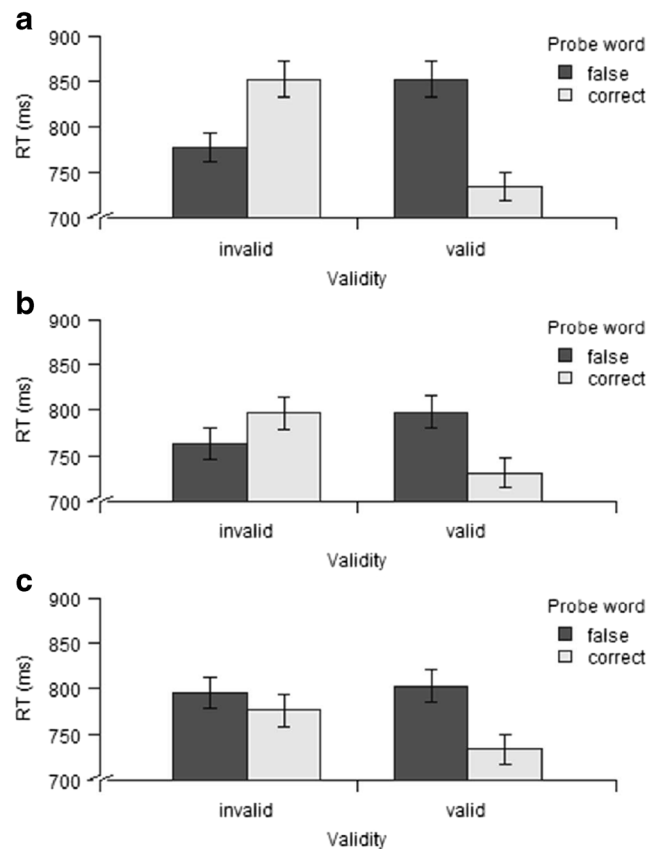 a
900
850
800
750
700
RT (ms)
Probe word
false
correct
invalid valid
Validity
b
900
850
800
750
700
RT (ms)
Probe word
false
correct
invalid valid
Validity
c
900
850
800
750
700
RT (ms)
Probe word
false
correct
invalid valid
Validity